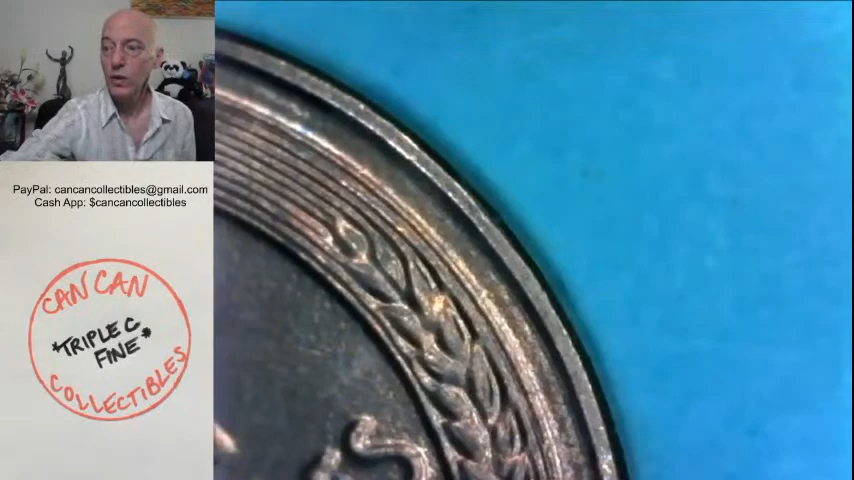 PayPal: cancancollectibles@gmail.com
Cash App: $cancancollectibles
CAN CAN
*TRIPLE C*
FINE
COLLECTIBLES